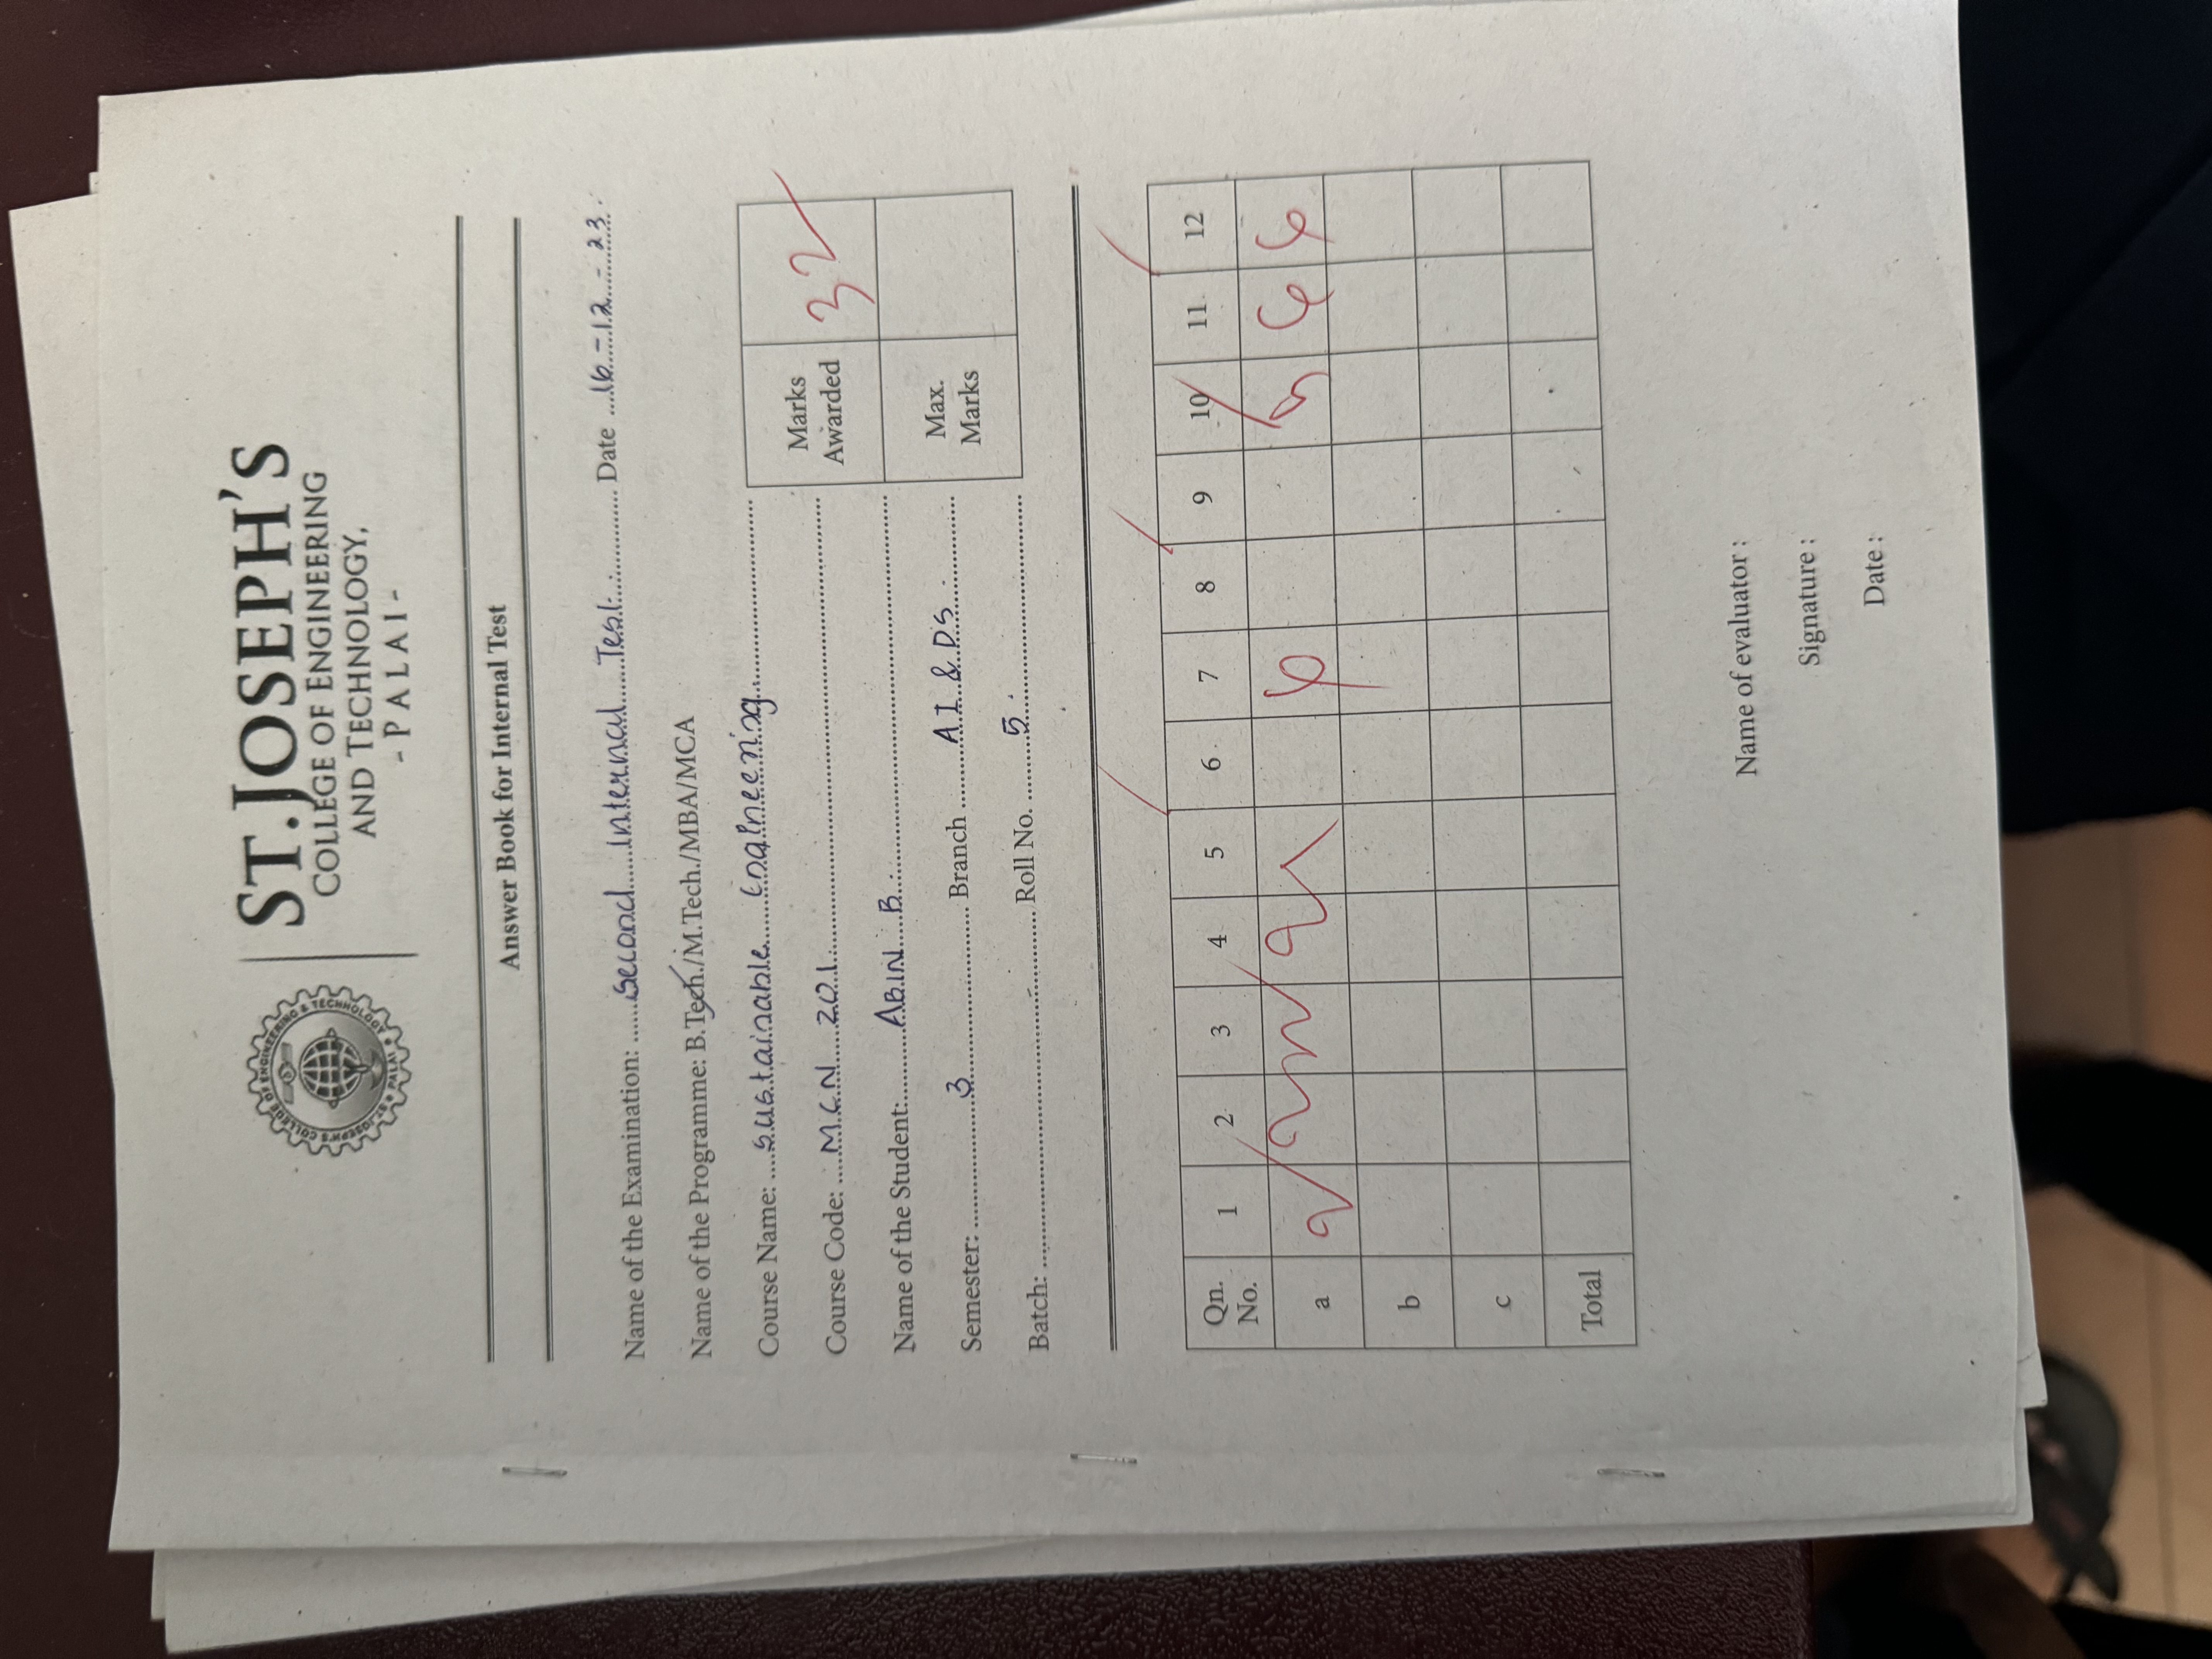 ST.JOSEPH'S
COLLEGE OF ENGINEERING
AND TECHNOLOGY,
-PALAI-
ST. JOSEPH'S COLLEGE OF ENGINEERING & TECHNOLOGY
PALAI
Answer Book for Internal Test
Name of the Examination: Second Internal Test. Date 16-12-23.
Name of the Programme: B.Tech./M.Tech./MBA/MCA
Course Name: Sustainable Engineering.
Course Code: MCN 201.
Marks Awarded 32
Name of the Student: ABIN B.
Semester: 3 Branch AI & DS.
Max. Marks
Batch: Roll No. 5.
Qn. No. 1 2 3 4 5 6 7 8 9 10 11 12
a 2 2 2 2 6 6 6
b
c
Total
Name of evaluator :
Signature :
Date :